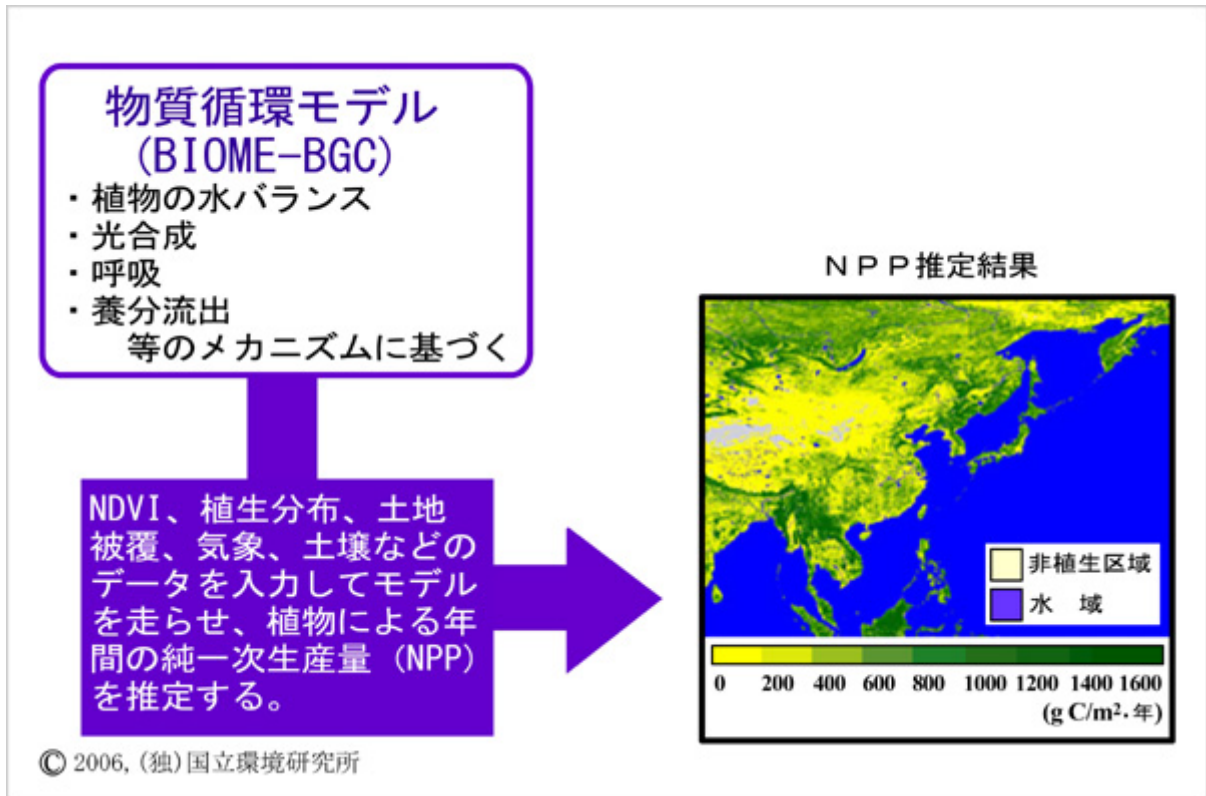 物質循環モデル
(BIOME-BGC)
・植物の水バランス
・光合成
・呼吸
・養分流出
等のメカニズムに基づく
NDVI、植生分布、土地
被覆、気象、土壌などの
データを入力してモデル
を走らせ、植物による年
間の純一次生産量 (NPP)
を推定する。
ＮＰＰ推定結果
非植生区域
水　域
0 200 400 600 800 1000 1200 1400 1600
(g C/m²・年)
© 2006, (独)国立環境研究所